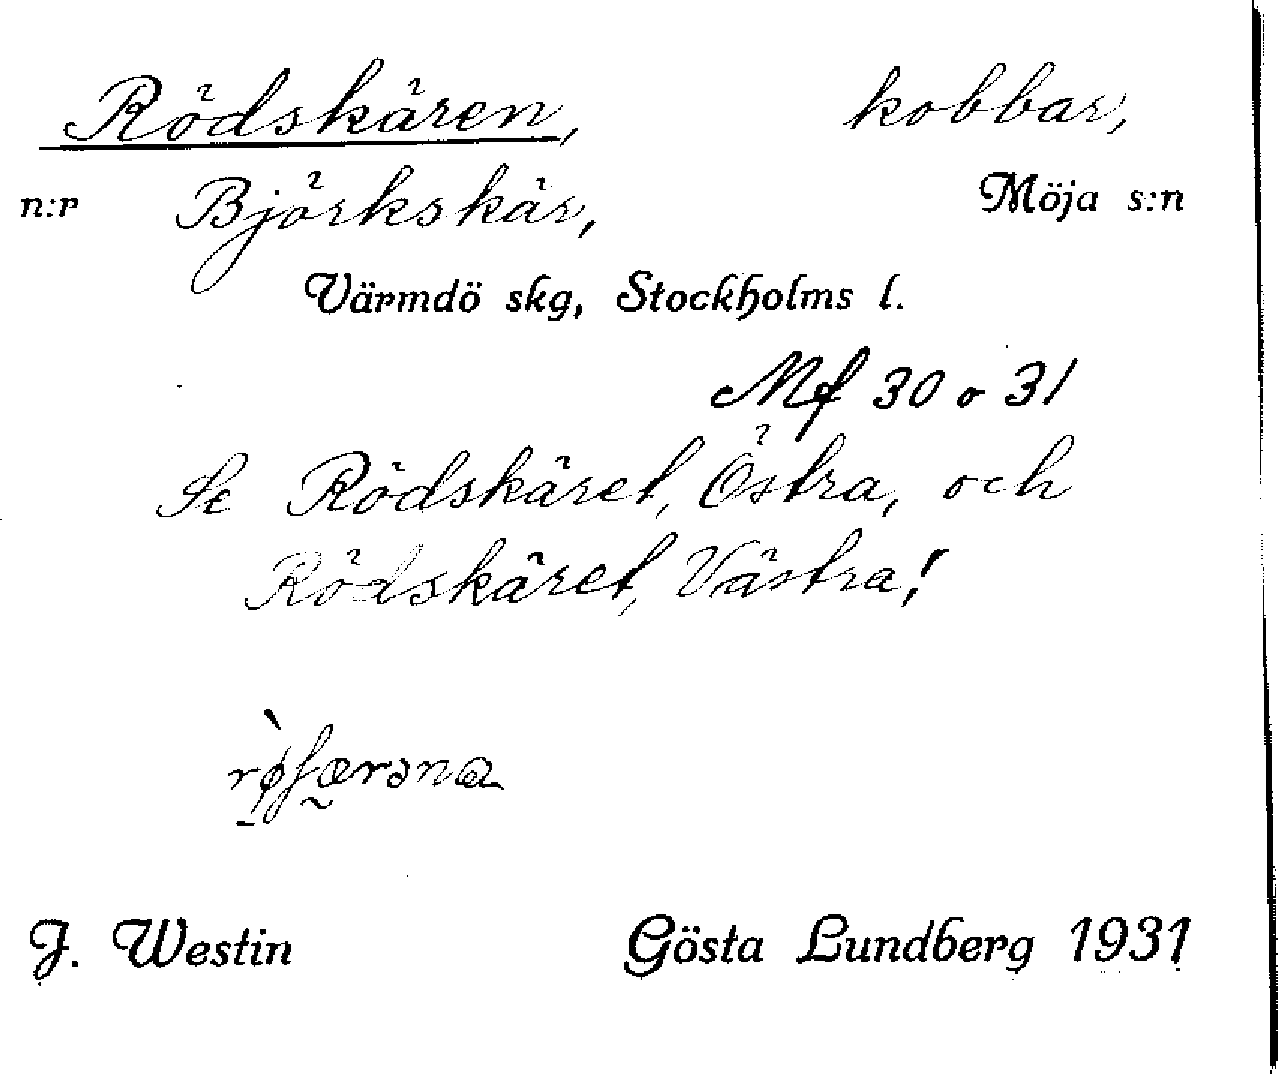 Rödskären, kobbar,
n:r Björkskär, Möja s:n
Värmdö skg, Stockholms l.
Mf 30 o 31
Se Rödskäret, Östra, och
Rödskäret, Västra!
J. Westin Gösta Lundberg 1931